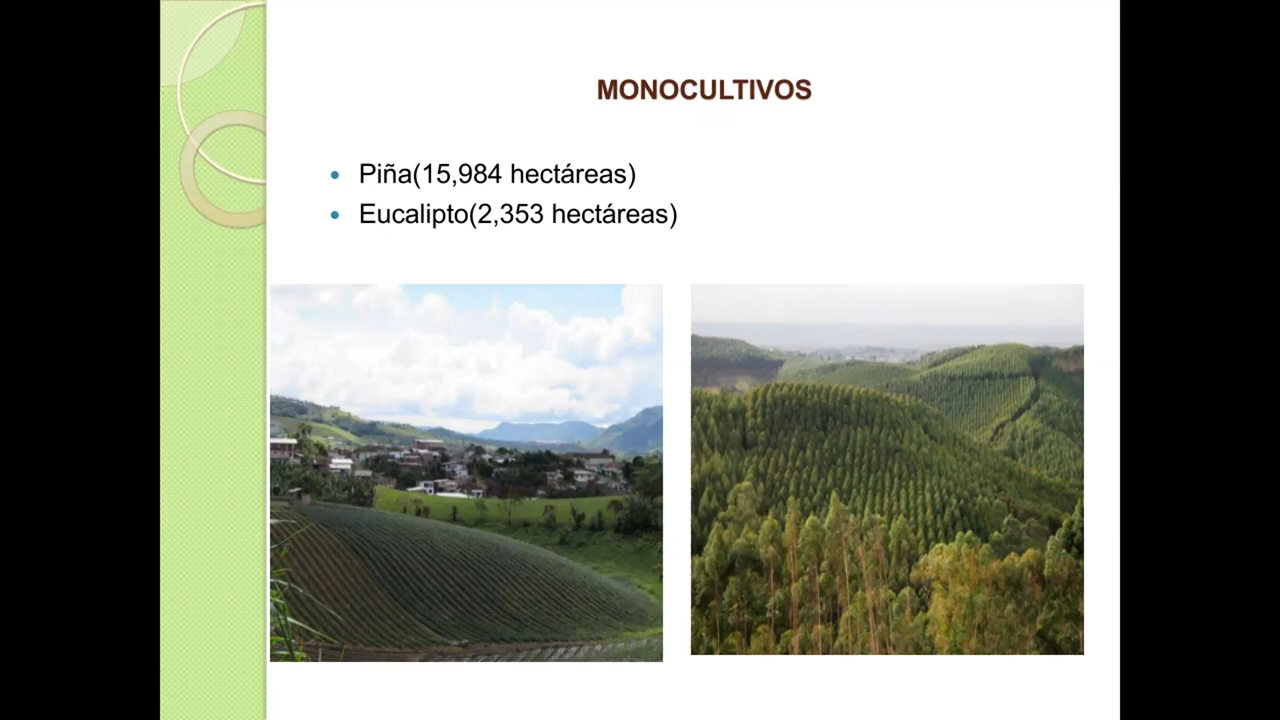 MONOCULTIVOS
• Piña(15,984 hectáreas)
• Eucalipto(2,353 hectáreas)